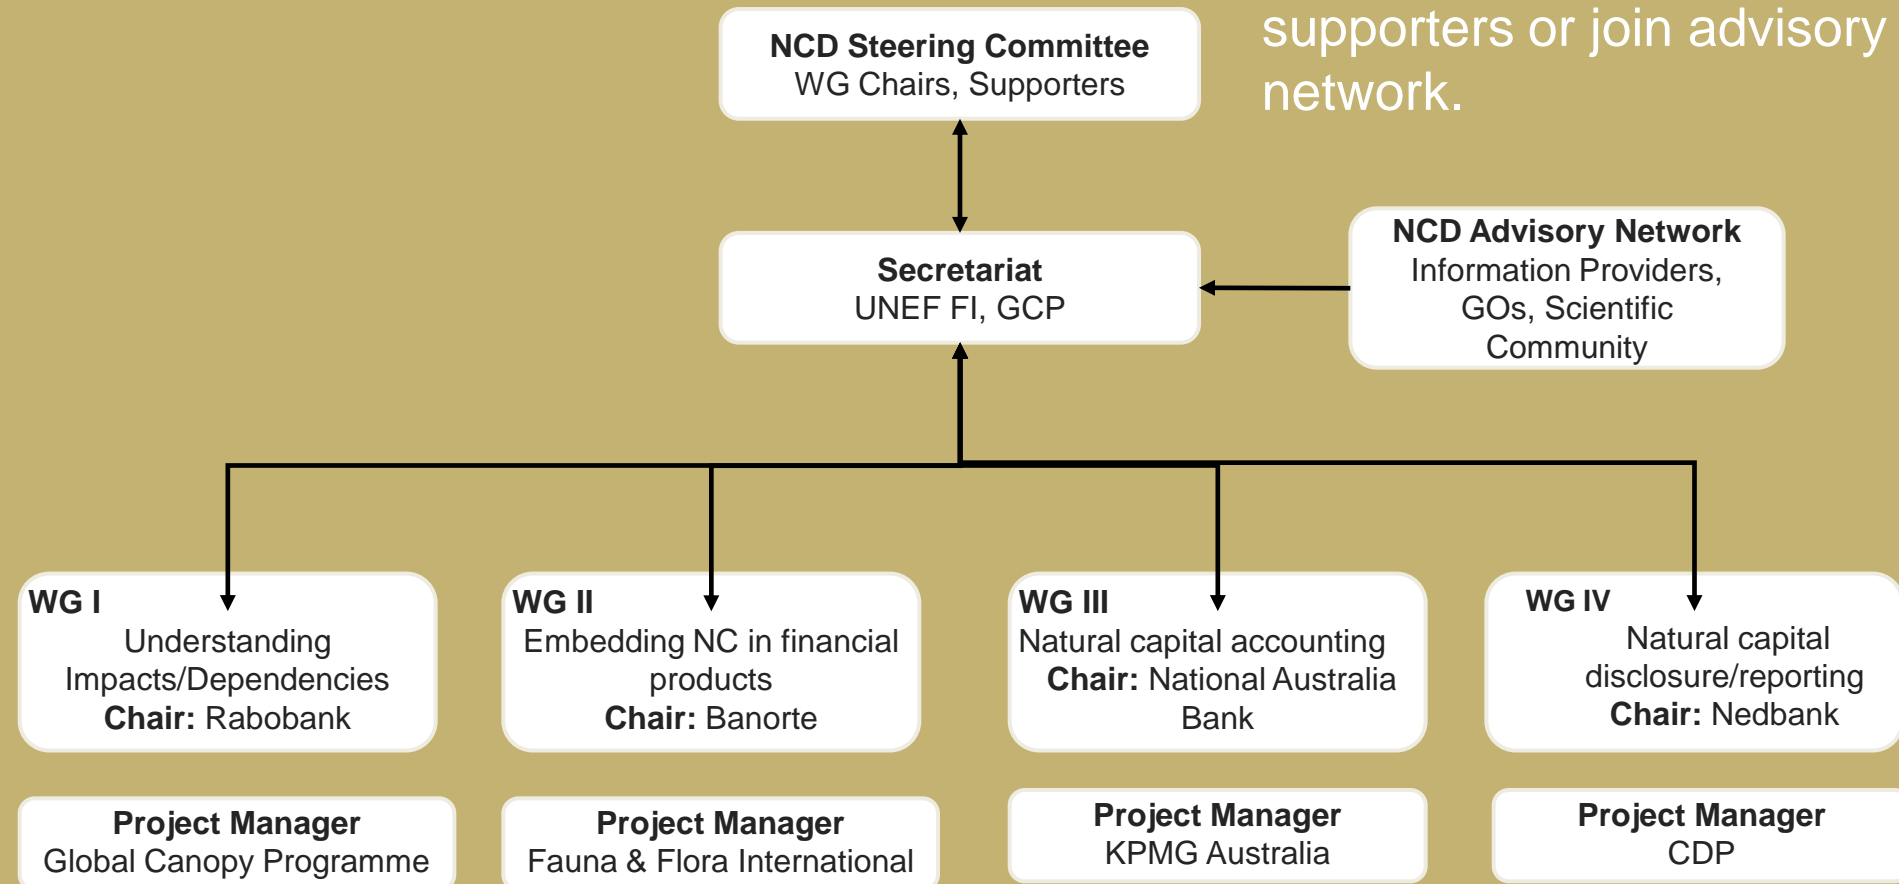 supporters or join advisory
network.
NCD Steering Committee
WG Chairs, Supporters
Secretariat
UNEF FI, GCP
NCD Advisory Network
Information Providers,
GOs, Scientific
Community
WG I
Understanding
Impacts/Dependencies
Chair: Rabobank
WG II
Embedding NC in financial
products
Chair: Banorte
WG III
Natural capital accounting
Chair: National Australia
Bank
WG IV
Natural capital
disclosure/reporting
Chair: Nedbank
Project Manager
Global Canopy Programme
Project Manager
Fauna & Flora International
Project Manager
KPMG Australia
Project Manager
CDP